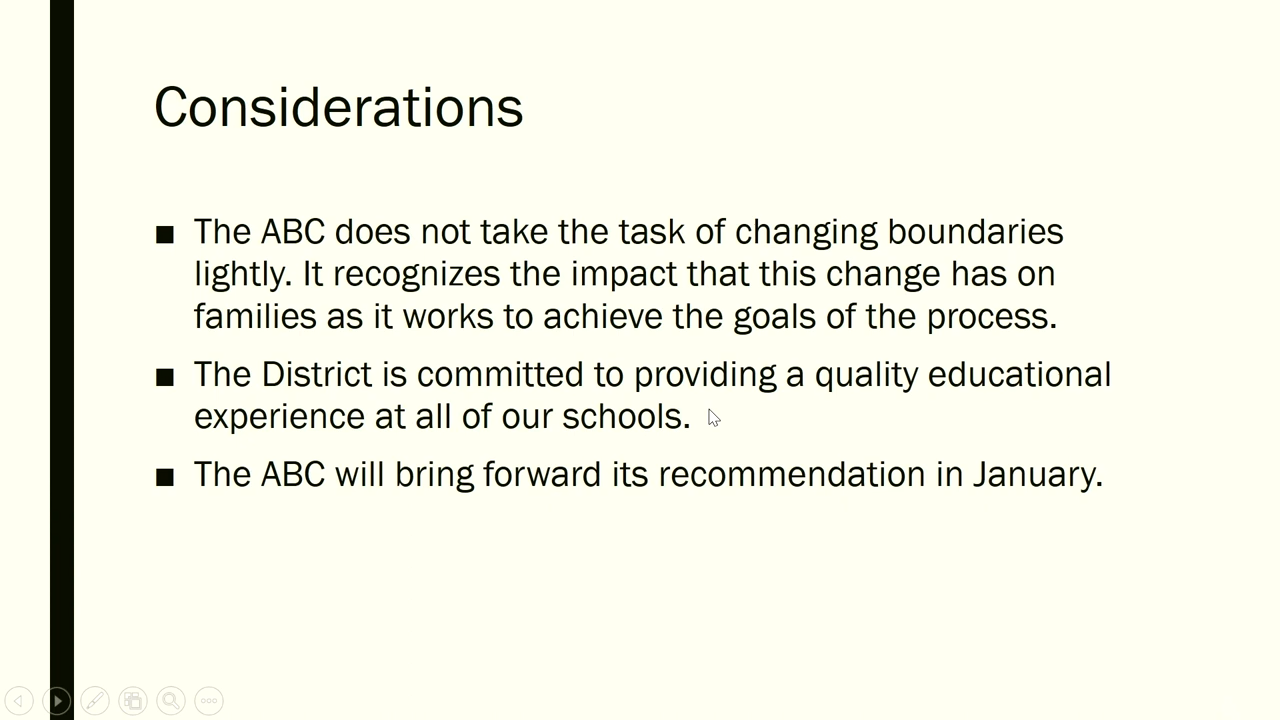 Considerations
■ The ABC does not take the task of changing boundaries
lightly. It recognizes the impact that this change has on
families as it works to achieve the goals of the process.
■ The District is committed to providing a quality educational
experience at all of our schools.
■ The ABC will bring forward its recommendation in January.